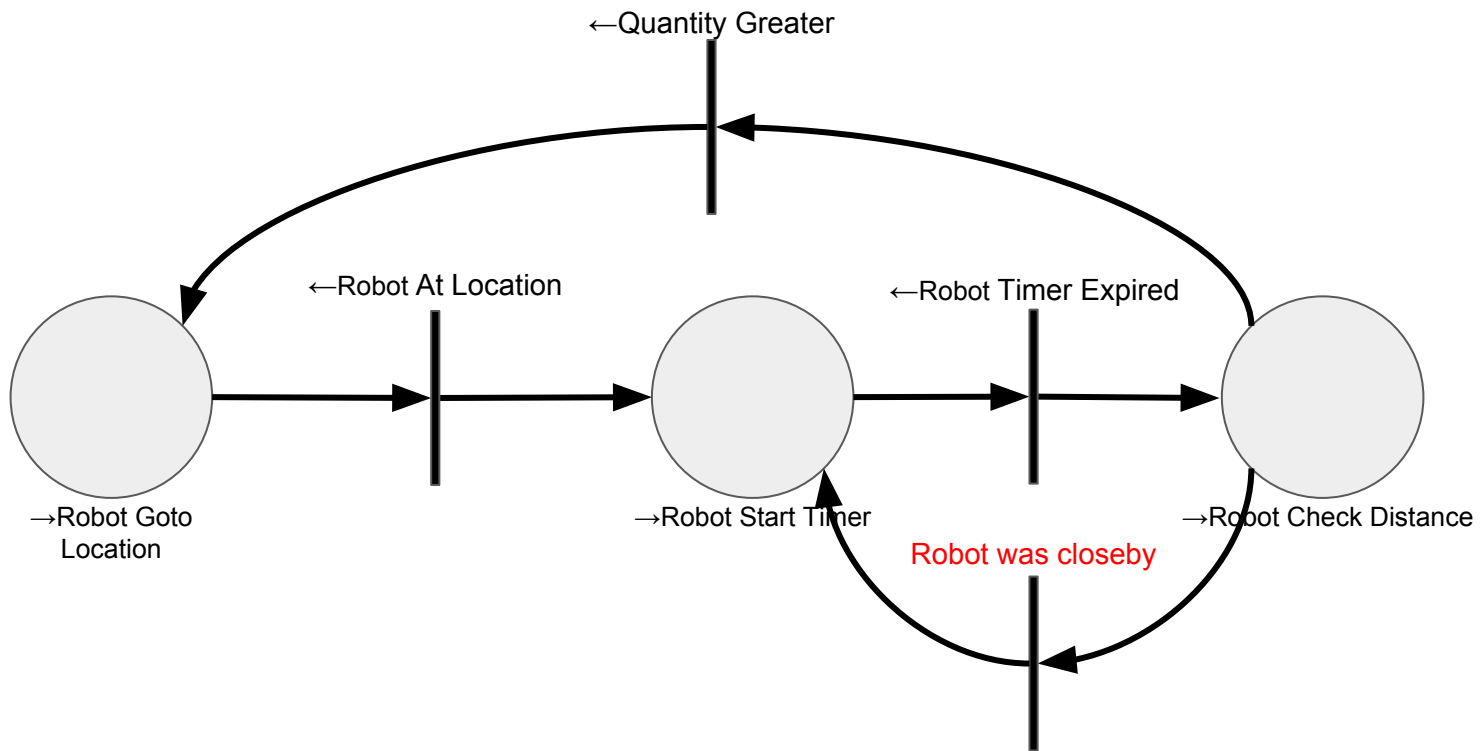 ←Quantity Greater
←Robot At Location
←Robot Timer Expired
→Robot Goto
Location
→Robot Start Timer
→Robot Check Distance
Robot was closeby